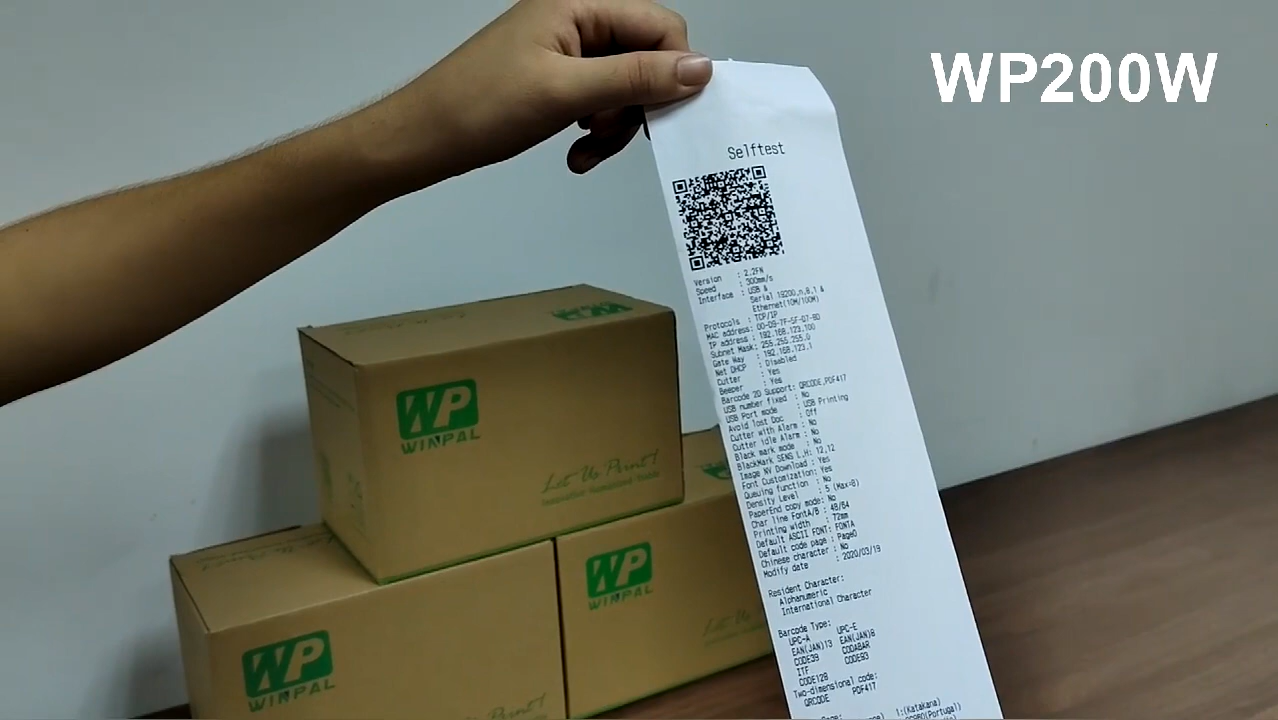 WP200W
Selftest
Version : 2.2FN
Speed : 300mm/s
Interface : USB &
Serial 19200,n,8,1 &
Ethernet(10M/100M)
Protocols : TCP/IP
MAC address: 00-D9-7F-5F-07-BD
IP address : 192.168.123.100
Subnet Mask: 255.255.255.0
Gate Way : 192.168.123.1
Net DHCP : Disabled
Cutter : Yes
Beeper : Yes
Barcode 2D Support: QRCODE,PDF417
USB number fixed : No
USB Port mode : USB Printing
Avoid lost Doc : Off
Cutter with Alarm : No
Cutter idle Alarm : No
Black mark mode : No
BlackMark SENS L,H: 12,12
Image NV Download : Yes
Font Customization: Yes
Queuing function : No
Density Level : 5 (Max=8)
PaperEnd copy mode: No
Char line FontA/B : 48/64
Printing width : 72mm
Default ASCII FONT: FONTA
Default code page : Page0
Chinese character : No
Modify date : 2020/03/19
Resident Character:
Alphanumeric
International Character
Barcode Type:
UPC-A UPC-E
EAN(JAN)13 EAN(JAN)8
CODE39 CODABAR
ITF CODE93
CODE128
Two-dimensional code:
QRCODE PDF417
1:(Katakana)
(Portugal)
WP
WINPAL
Let Us Print!
WP
WINPAL
WP
WINPAL